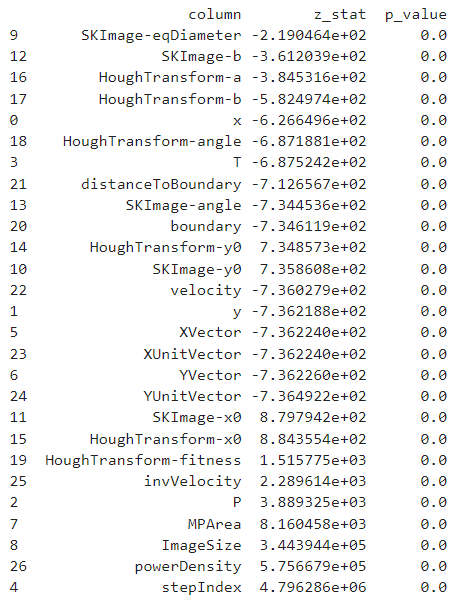 column z_stat p_value
9 SKImage-eqDiameter -2.190464e+02 0.0
12 SKImage-b -3.612039e+02 0.0
16 HoughTransform-a -3.845316e+02 0.0
17 HoughTransform-b -5.824974e+02 0.0
0 x -6.266496e+02 0.0
18 HoughTransform-angle -6.871881e+02 0.0
3 T -6.875242e+02 0.0
21 distanceToBoundary -7.126567e+02 0.0
13 SKImage-angle -7.344536e+02 0.0
20 boundary -7.346119e+02 0.0
14 HoughTransform-y0 7.348573e+02 0.0
10 SKImage-y0 7.358608e+02 0.0
22 velocity -7.360279e+02 0.0
1 y -7.362188e+02 0.0
5 XVector -7.362240e+02 0.0
23 XUnitVector -7.362240e+02 0.0
6 YVector -7.362260e+02 0.0
24 YUnitVector -7.364922e+02 0.0
11 SKImage-x0 8.797942e+02 0.0
15 HoughTransform-x0 8.843554e+02 0.0
19 HoughTransform-fitness 1.515775e+03 0.0
25 invVelocity 2.289614e+03 0.0
2 P 3.889325e+03 0.0
7 MPArea 8.160458e+03 0.0
8 ImageSize 3.443944e+05 0.0
26 powerDensity 5.756679e+05 0.0
4 stepIndex 4.796286e+06 0.0